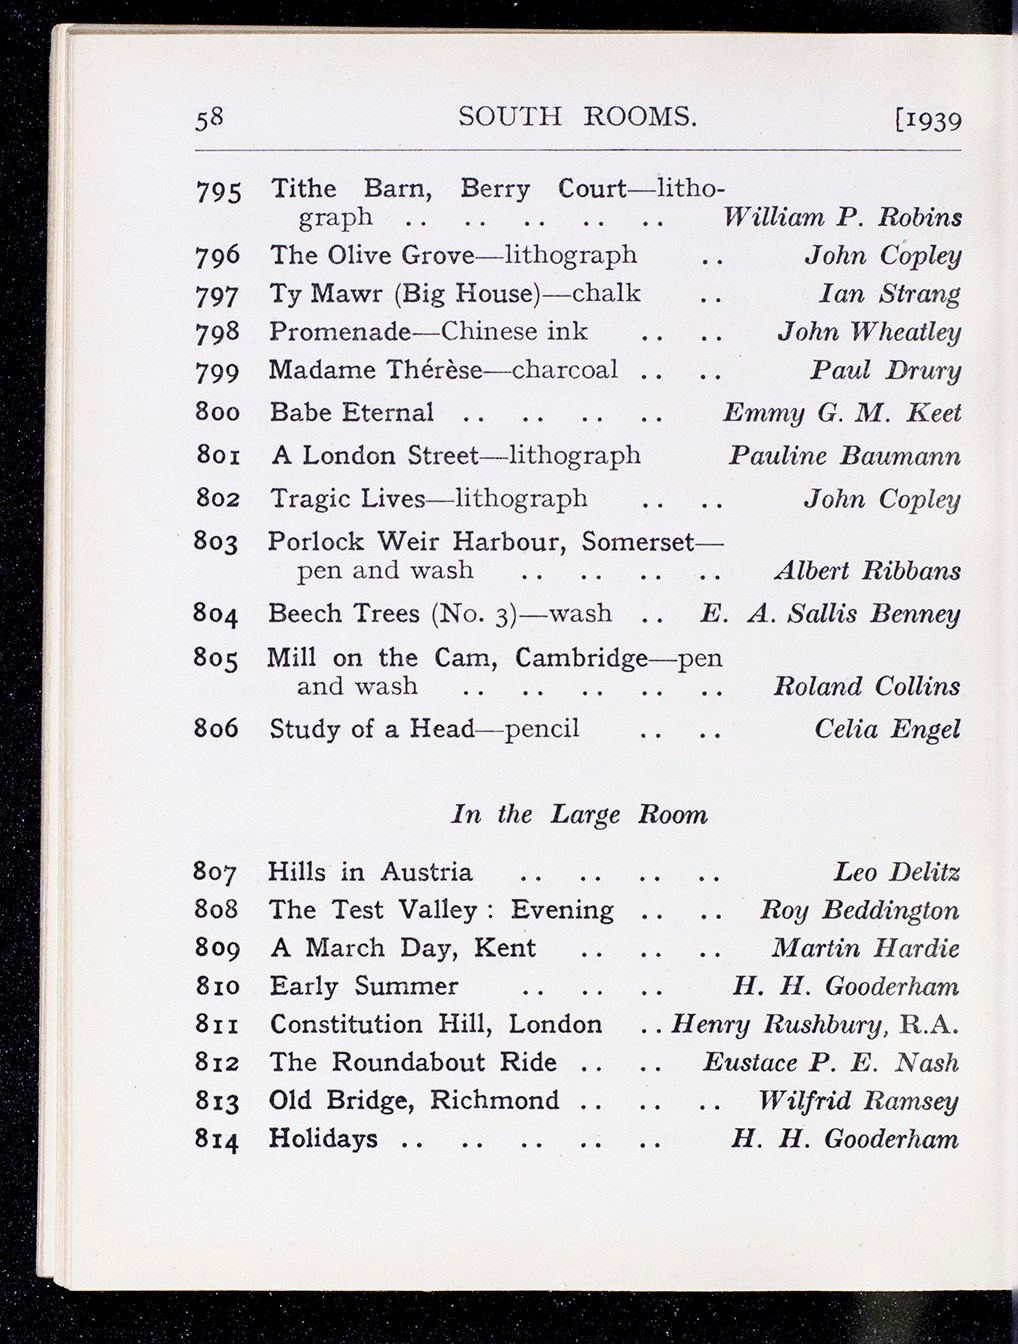 58 SOUTH ROOMS. [1939
795 Tithe Barn, Berry Court—litho-
graph .. .. .. .. .. William P. Robins
796 The Olive Grove—lithograph .. John Copley
797 Ty Mawr (Big House)—chalk .. Ian Strang
798 Promenade—Chinese ink .. .. John Wheatley
799 Madame Thérèse—charcoal .. .. Paul Drury
800 Babe Eternal .. .. .. .. Emmy G. M. Keet
801 A London Street—lithograph Pauline Baumann
802 Tragic Lives—lithograph .. .. John Copley
803 Porlock Weir Harbour, Somerset—
pen and wash .. .. .. .. Albert Ribbans
804 Beech Trees (No. 3)—wash .. E. A. Sallis Benney
805 Mill on the Cam, Cambridge—pen
and wash .. .. .. .. .. Roland Collins
806 Study of a Head—pencil .. .. Celia Engel
In the Large Room
807 Hills in Austria .. .. .. .. Leo Delitz
808 The Test Valley : Evening .. .. Roy Beddington
809 A March Day, Kent .. .. .. Martin Hardie
810 Early Summer .. .. .. H. H. Gooderham
811 Constitution Hill, London .. Henry Rushbury, R.A.
812 The Roundabout Ride .. .. Eustace P. E. Nash
813 Old Bridge, Richmond .. .. .. Wilfrid Ramsey
814 Holidays .. .. .. .. .. H. H. Gooderham